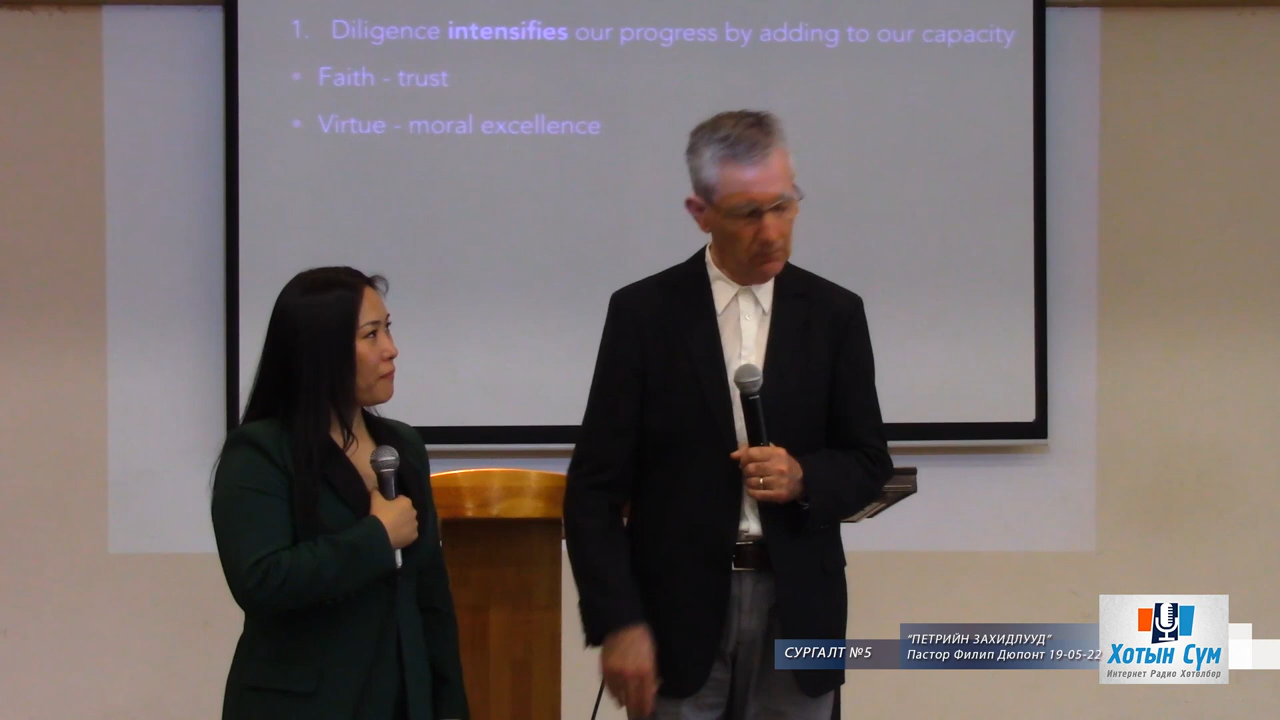 1. Diligence intensifies our progress by adding to our capacity
• Faith - trust
• Virtue - moral excellence
СУРГАЛТ №5
"ПЕТРИЙН ЗАХИДЛУУД"
Пастор Филип Дюпонт 19-05-22
Хотын Сүм
Интернет Радио Хөтөлбөр